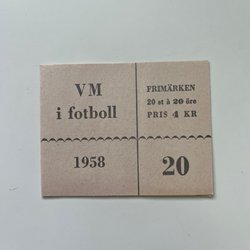 VM
i fotboll
1958
FRIMÄRKEN
20 st à 20 öre
PRIS 4 KR
20